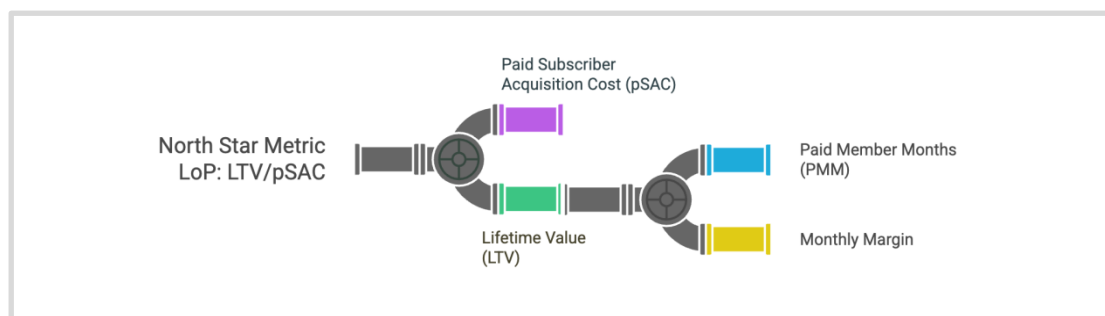 Paid Subscriber
Acquisition Cost (pSAC)
North Star Metric
LoP: LTV/pSAC
Paid Member Months
(PMM)
Lifetime Value
(LTV)
Monthly Margin